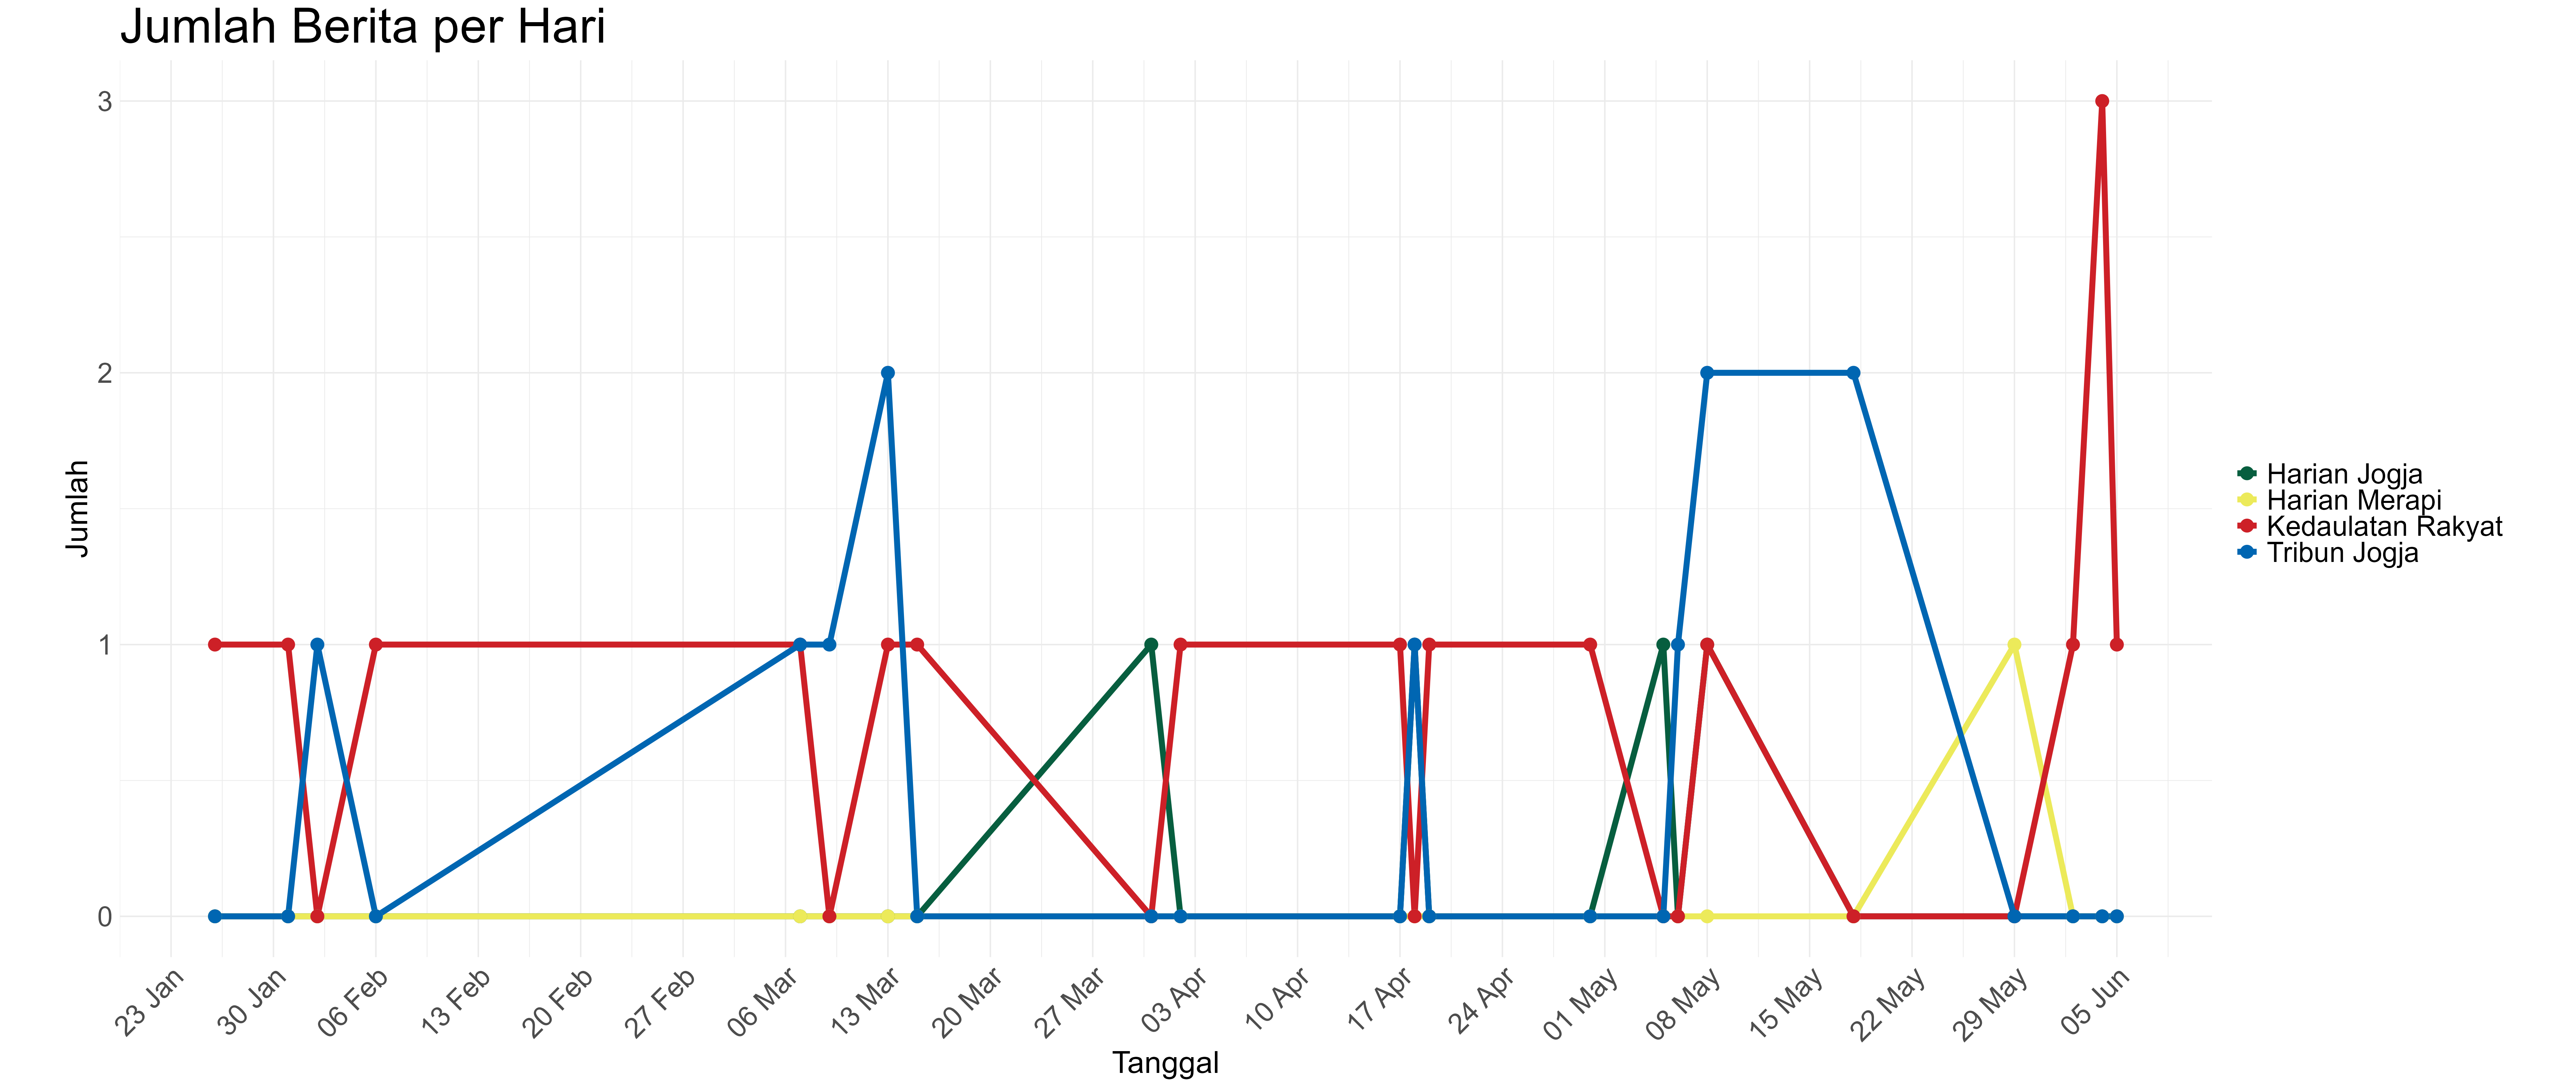 Jumlah Berita per Hari
3
2
1
0
Jumlah
23 Jan
30 Jan
06 Feb
13 Feb
20 Feb
27 Feb
06 Mar
13 Mar
20 Mar
27 Mar
03 Apr
10 Apr
17 Apr
24 Apr
01 May
08 May
15 May
22 May
29 May
05 Jun
Tanggal
Harian Jogja
Harian Merapi
Kedaulatan Rakyat
Tribun Jogja